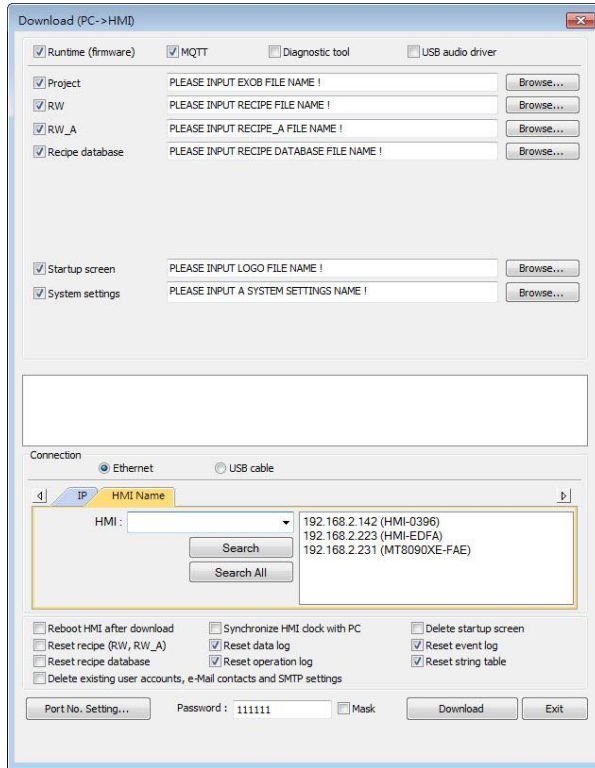 Download (PC->HMI)
Runtime (firmware) MQTT Diagnostic tool USB audio driver
Project PLEASE INPUT EXOB FILE NAME ! Browse...
RW PLEASE INPUT RECIPE FILE NAME ! Browse...
RW_A PLEASE INPUT RECIPE_A FILE NAME ! Browse...
Recipe database PLEASE INPUT RECIPE DATABASE FILE NAME ! Browse...
Startup screen PLEASE INPUT LOGO FILE NAME ! Browse...
System settings PLEASE INPUT A SYSTEM SETTINGS NAME ! Browse...
Connection
Ethernet USB cable
IP HMI Name
HMI : 192.168.2.142 (HMI-0396)
192.168.2.223 (HMI-EDFA)
Search 192.168.2.231 (MT8090XE-FAE)
Search All
Reboot HMI after download Synchronize HMI clock with PC Delete startup screen
Reset recipe (RW, RW_A) Reset data log Reset event log
Reset recipe database Reset operation log Reset string table
Delete existing user accounts, e-Mail contacts and SMTP settings
Port No. Setting... Password : 111111 Mask Download Exit